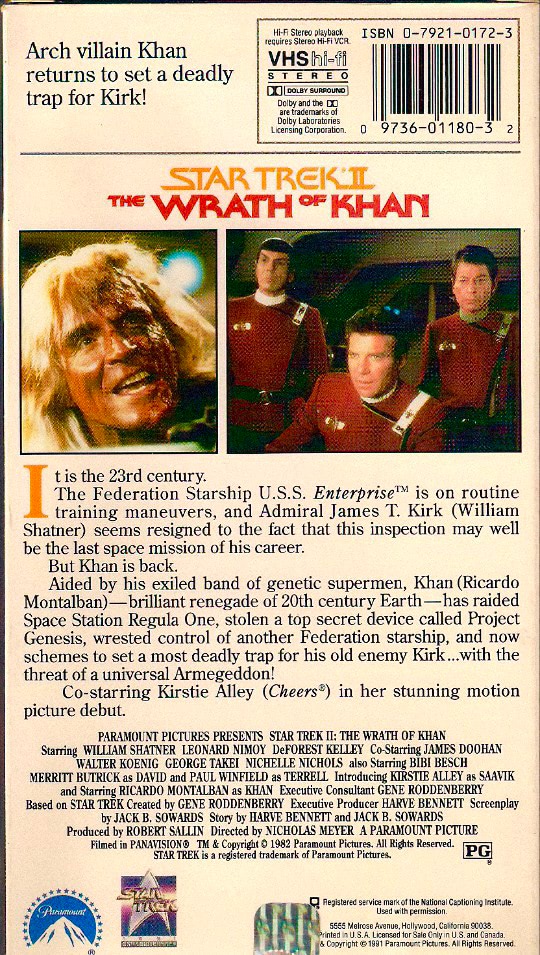 Arch villain Khan
returns to set a deadly
trap for Kirk!
Hi-Fi Stereo playback
requires Stereo Hi-Fi VCR.
VHS hi-fi
STEREO
DOLBY SURROUND
Dolby and the
are trademarks of
Dolby Laboratories
Licensing Corporation.
ISBN 0-7921-0172-3
0 9736-01180-3 2
STAR TREK II
THE WRATH OF KHAN
It is the 23rd century.
The Federation Starship U.S.S. Enterprise™ is on routine
training maneuvers, and Admiral James T. Kirk (William
Shatner) seems resigned to the fact that this inspection may well
be the last space mission of his career.
But Khan is back.
Aided by his exiled band of genetic supermen, Khan (Ricardo
Montalban)—brilliant renegade of 20th century Earth—has raided
Space Station Regula One, stolen a top secret device called Project
Genesis, wrested control of another Federation starship, and now
schemes to set a most deadly trap for his old enemy Kirk...with the
threat of a universal Armegeddon!
Co-starring Kirstie Alley (Cheers®) in her stunning motion
picture debut.
PARAMOUNT PICTURES PRESENTS STAR TREK II: THE WRATH OF KHAN
Starring WILLIAM SHATNER LEONARD NIMOY DeFOREST KELLEY Co-Starring JAMES DOOHAN
WALTER KOENIG GEORGE TAKEI NICHELLE NICHOLS also Starring BIBI BESCH
MERRITT BUTRICK as DAVID and PAUL WINFIELD as TERRELL Introducing KIRSTIE ALLEY as SAAVIK
and Starring RICARDO MONTALBAN as KHAN Executive Consultant GENE RODDENBERRY
Based on STAR TREK Created by GENE RODDENBERRY Executive Producer HARVE BENNETT Screenplay
by JACK B. SOWARDS Story by HARVE BENNETT and JACK B. SOWARDS
Produced by ROBERT SALLIN Directed by NICHOLAS MEYER A PARAMOUNT PICTURE
Filmed in PANAVISION® TM & Copyright © 1982 Paramount Pictures. All Rights Reserved.
STAR TREK is a registered trademark of Paramount Pictures.
PG
®
Paramount
®
STAR TREK
Registered service mark of the National Captioning Institute.
Used with permission.
5555 Melrose Avenue, Hollywood, California 90038.
Printed in U.S.A. Licensed for Sale Only in U.S. and Canada.
& Copyright © 1991 Paramount Pictures. All Rights Reserved.